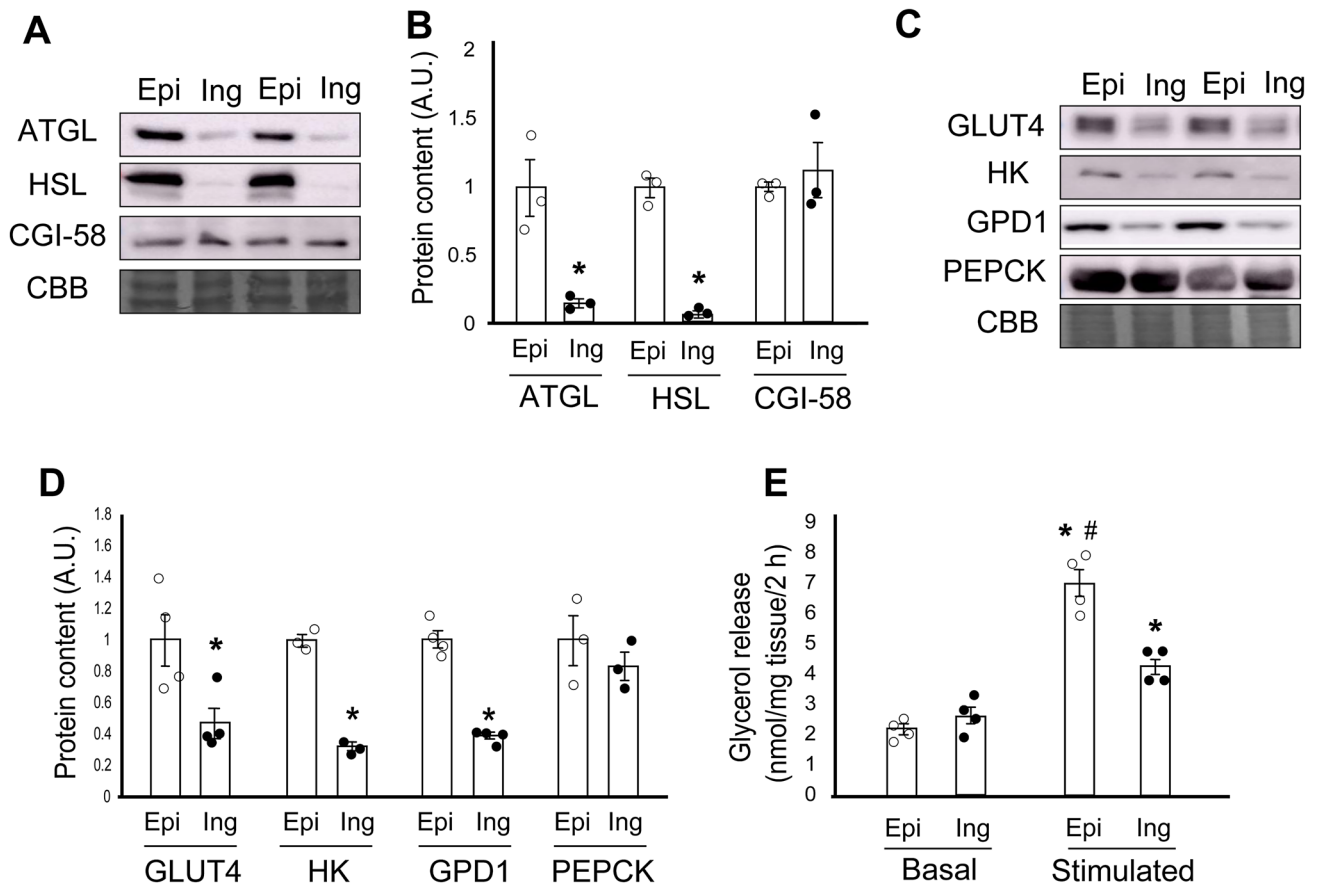 A
Epi Ing Epi Ing
ATGL
HSL
CGI-58
CBB
B
Protein content (A.U.)
2
1.5
1
0.5
0
*
*
Epi Ing Epi Ing Epi Ing
ATGL HSL CGI-58
C
Epi Ing Epi Ing
GLUT4
HK
GPD1
PEPCK
CBB
D
Protein content (A.U.)
1.8
1.6
1.4
1.2
1
0.8
0.6
0.4
0.2
0
*
*
*
Epi Ing Epi Ing Epi Ing Epi Ing
GLUT4 HK GPD1 PEPCK
E
Glycerol release
(nmol/mg tissue/2 h)
9
8
7
6
5
4
3
2
1
0
* #
*
Epi Ing Epi Ing
Basal Stimulated